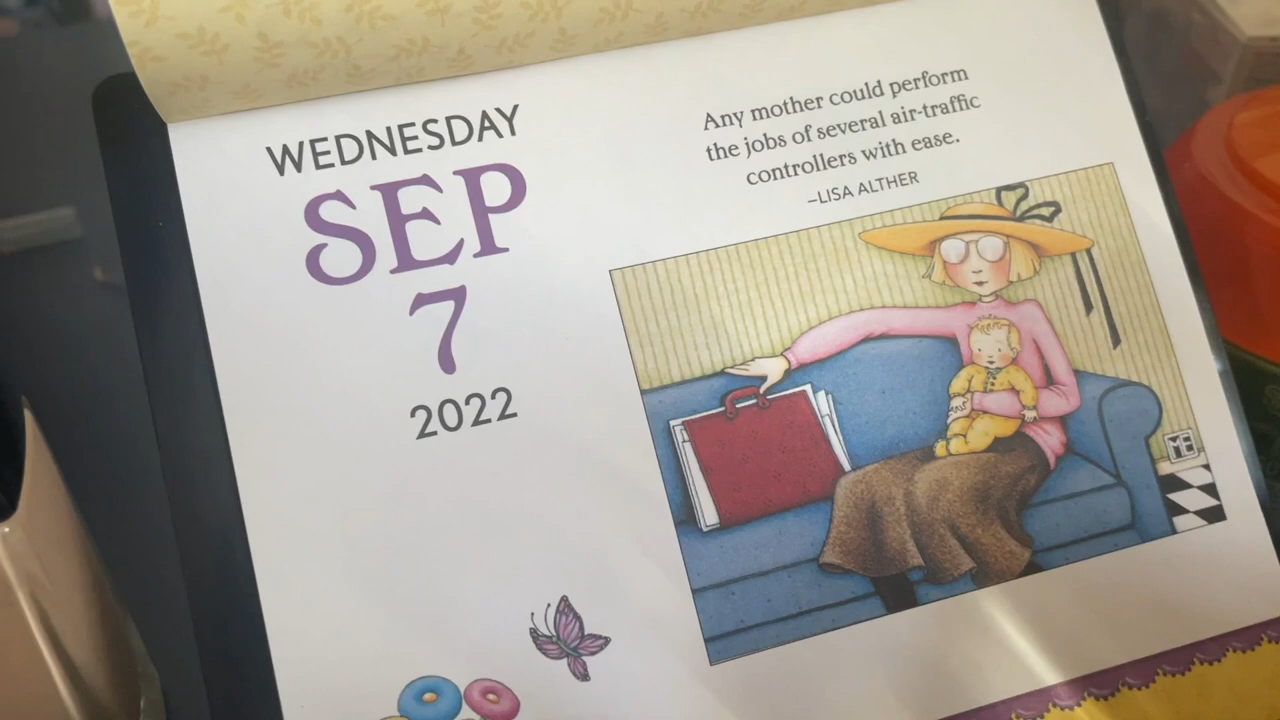 WEDNESDAY
SEP
7
2022
Any mother could perform
the jobs of several air-traffic
controllers with ease.
–LISA ALTHER
ME